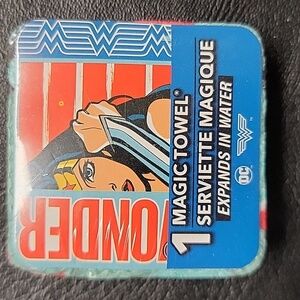 WONDER
1
MAGIC TOWEL®
SERVIETTE MAGIQUE
EXPANDS IN WATER
DC